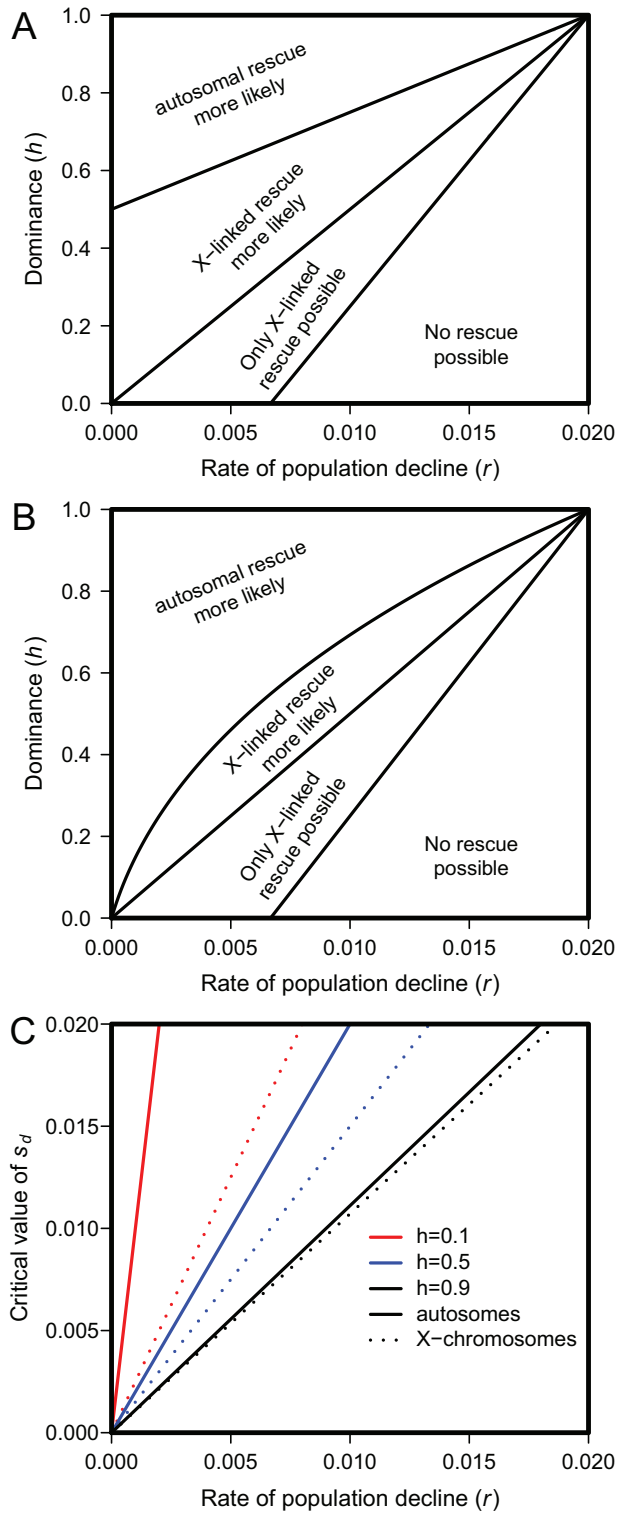 A
1.0
0.8
0.6
0.4
0.2
0.0
Dominance (h)
autosomal rescue
more likely
X−linked rescue
more likely
Only X−linked
rescue possible
No rescue
possible
0.000 0.005 0.010 0.015 0.020
Rate of population decline (r)
B
1.0
0.8
0.6
0.4
0.2
0.0
Dominance (h)
autosomal rescue
more likely
X−linked rescue
more likely
Only X−linked
rescue possible
No rescue
possible
0.000 0.005 0.010 0.015 0.020
Rate of population decline (r)
C
0.020
0.015
0.010
0.005
0.000
Critical value of s_d
h=0.1
h=0.5
h=0.9
autosomes
X−chromosomes
0.000 0.005 0.010 0.015 0.020
Rate of population decline (r)